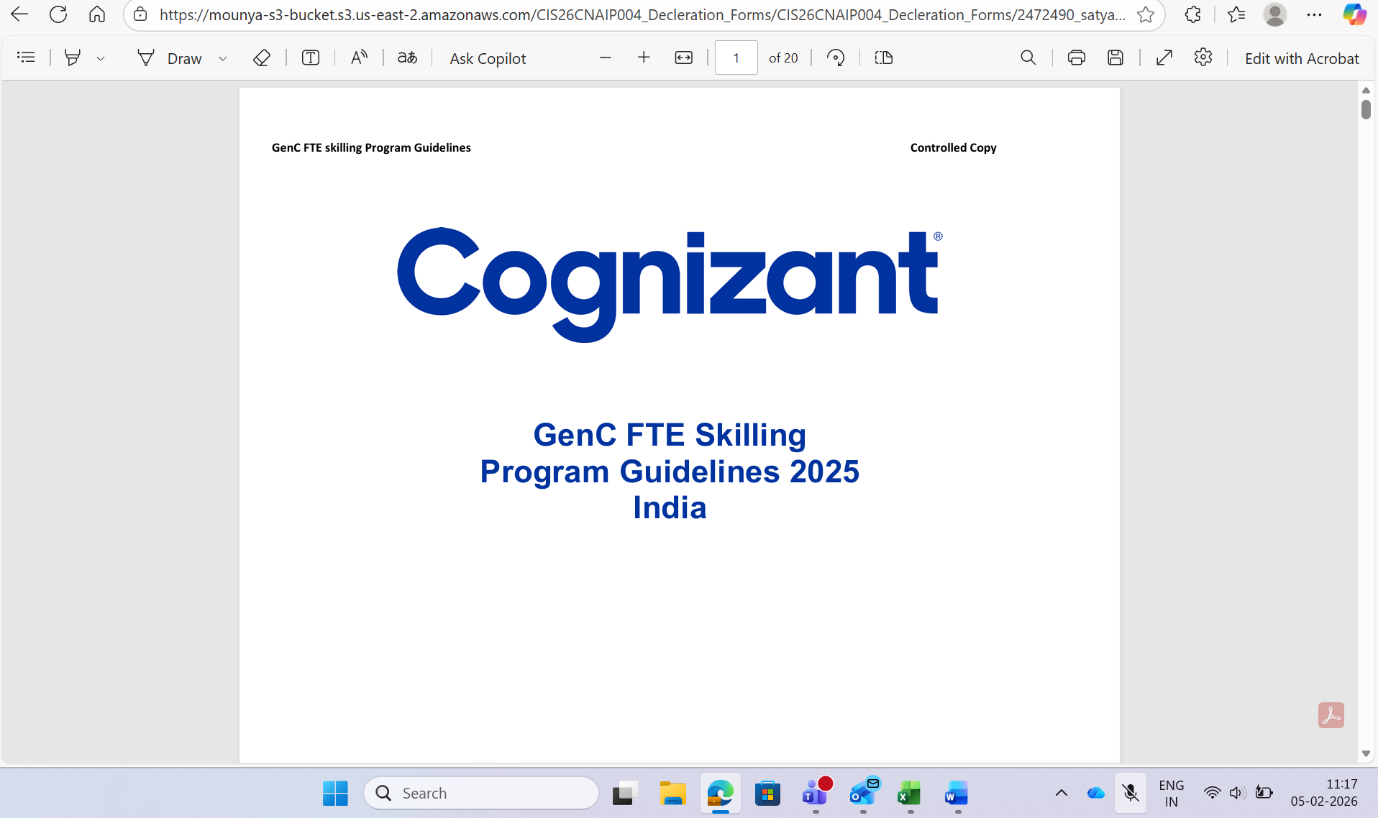 https://mounya-s3-bucket.s3.us-east-2.amazonaws.com/CIS26CNAIP004_Decleration_Forms/CIS26CNAIP004_Decleration_Forms/2472490_satya...
Draw
T
A
aあ
Ask Copilot
1
of 20
Edit with Acrobat
GenC FTE skilling Program Guidelines
Controlled Copy
Cognizant®
GenC FTE Skilling
Program Guidelines 2025
India
Search
ENG
IN
11:17
05-02-2026